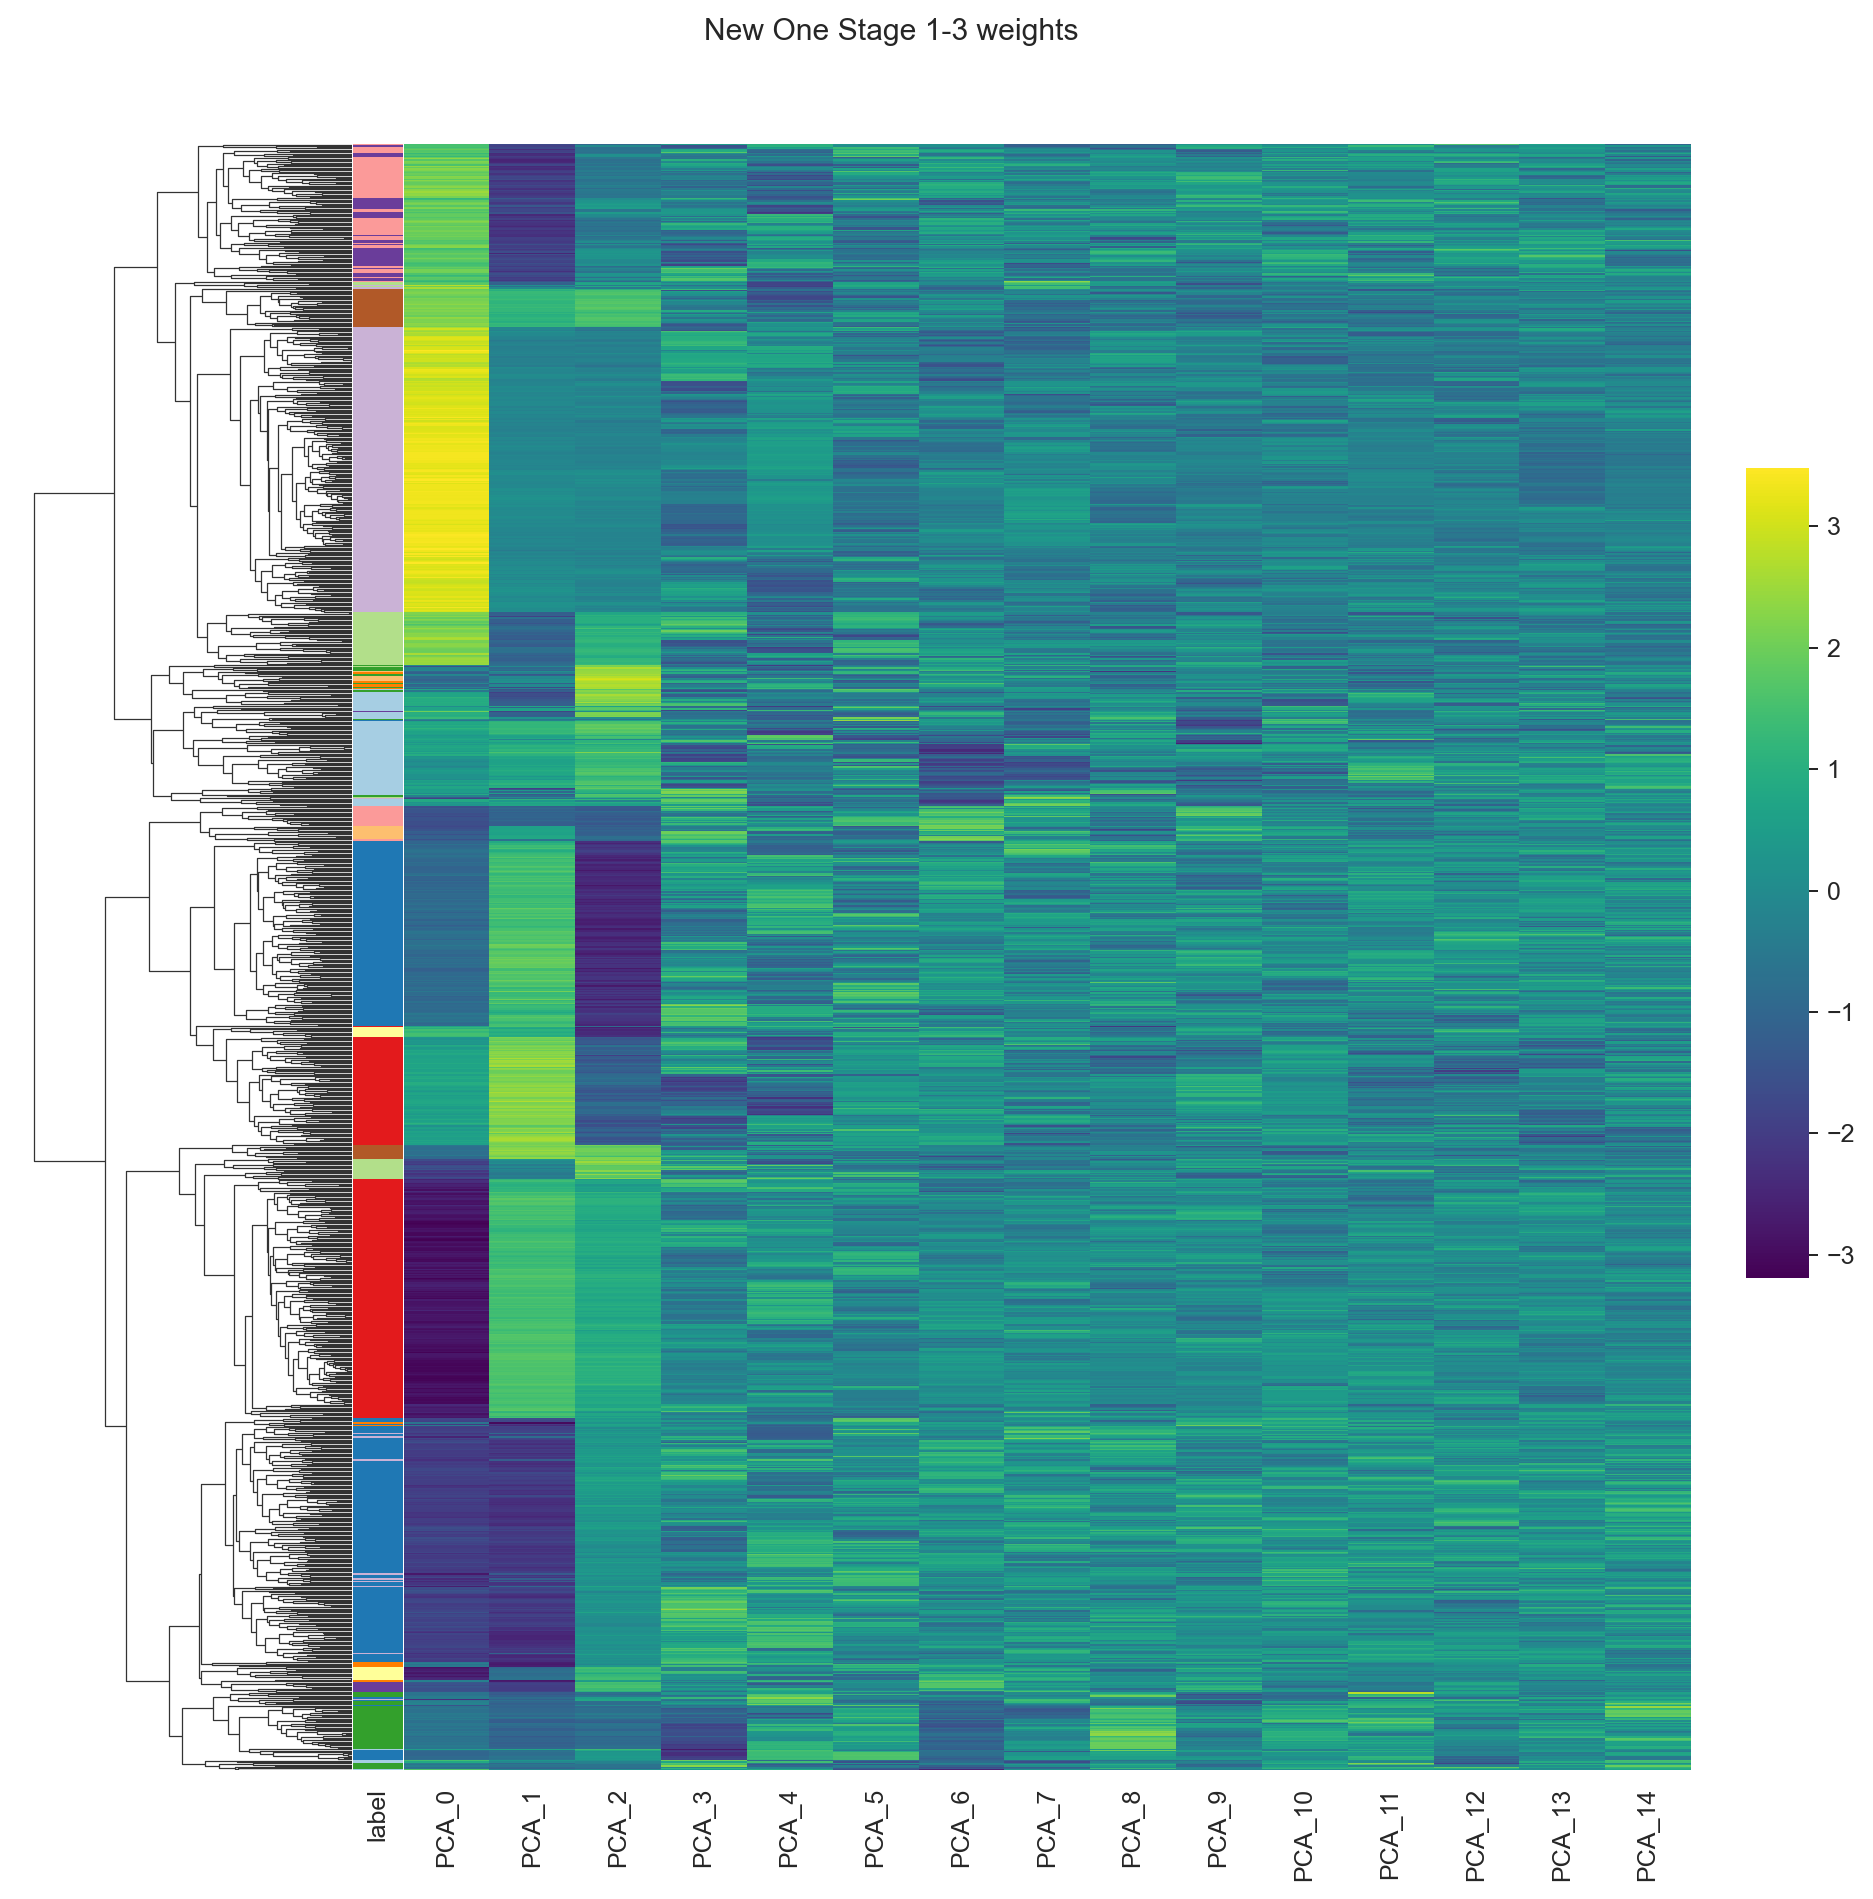 New One Stage 1-3 weights
3
2
1
0
−1
−2
−3
label
PCA_0
PCA_1
PCA_2
PCA_3
PCA_4
PCA_5
PCA_6
PCA_7
PCA_8
PCA_9
PCA_10
PCA_11
PCA_12
PCA_13
PCA_14